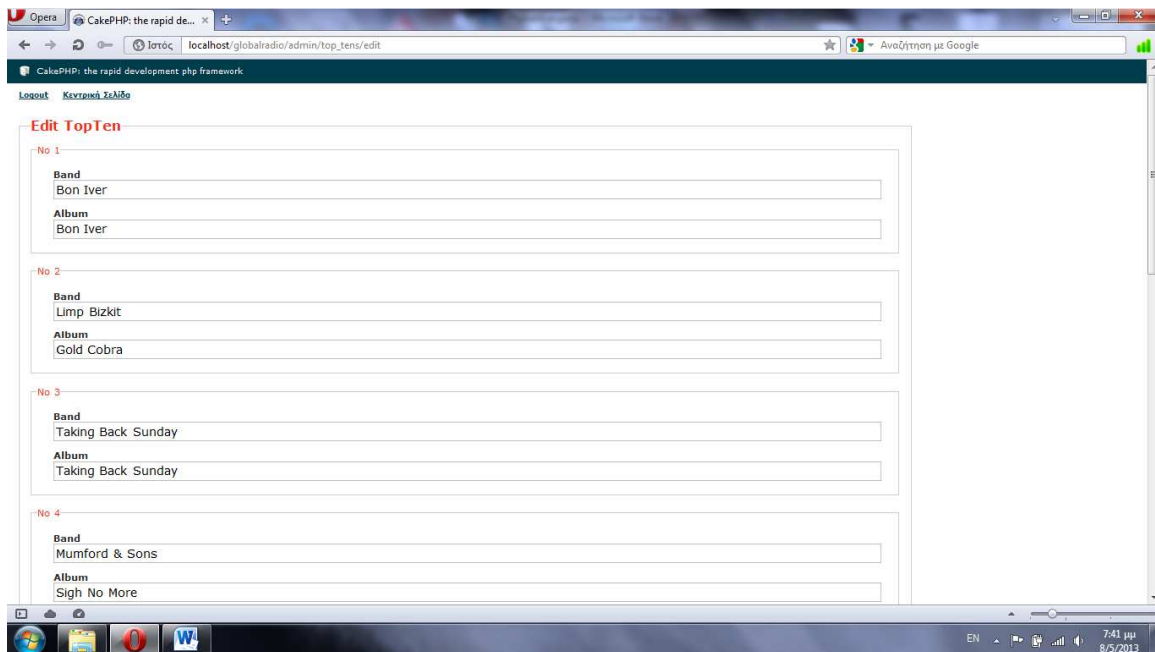 Opera CakePHP: the rapid de...
Ιστός localhost/globalradio/admin/top_tens/edit Αναζήτηση με Google
CakePHP: the rapid development php framework
Logout Κεντρική Σελίδα
Edit TopTen
No 1
Band
Bon Iver
Album
Bon Iver
No 2
Band
Limp Bizkit
Album
Gold Cobra
No 3
Band
Taking Back Sunday
Album
Taking Back Sunday
No 4
Band
Mumford & Sons
Album
Sigh No More
W
EN 7:41 μμ
8/5/2013